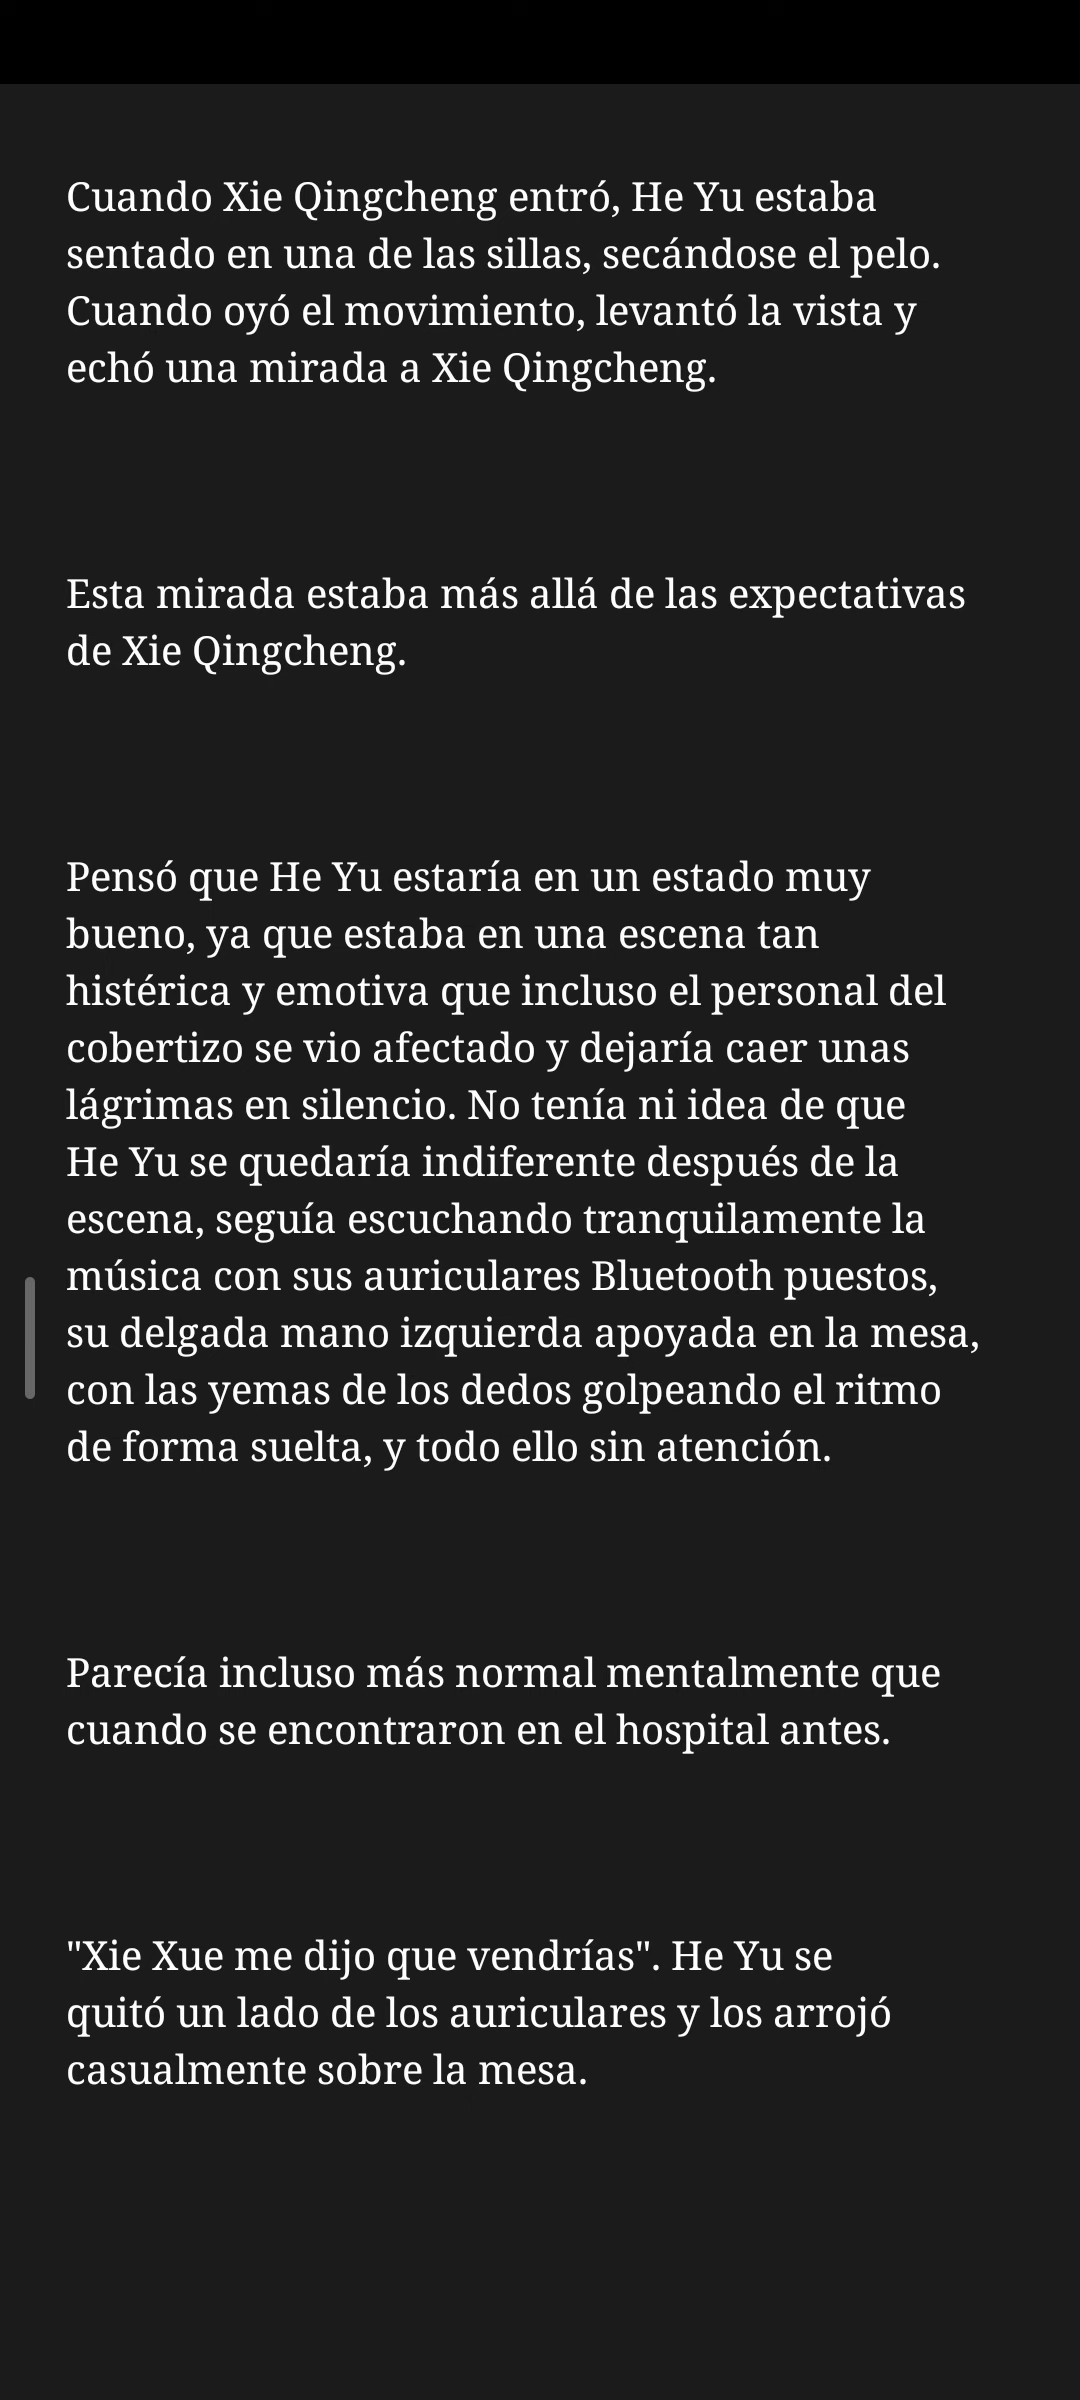 Cuando Xie Qingcheng entró, He Yu estaba
sentado en una de las sillas, secándose el pelo.
Cuando oyó el movimiento, levantó la vista y
echó una mirada a Xie Qingcheng.
Esta mirada estaba más allá de las expectativas
de Xie Qingcheng.
Pensó que He Yu estaría en un estado muy
bueno, ya que estaba en una escena tan
histérica y emotiva que incluso el personal del
cobertizo se vio afectado y dejaría caer unas
lágrimas en silencio. No tenía ni idea de que
He Yu se quedaría indiferente después de la
escena, seguía escuchando tranquilamente la
música con sus auriculares Bluetooth puestos,
su delgada mano izquierda apoyada en la mesa,
con las yemas de los dedos golpeando el ritmo
de forma suelta, y todo ello sin atención.
Parecía incluso más normal mentalmente que
cuando se encontraron en el hospital antes.
"Xie Xue me dijo que vendrías". He Yu se
quitó un lado de los auriculares y los arrojó
casualmente sobre la mesa.